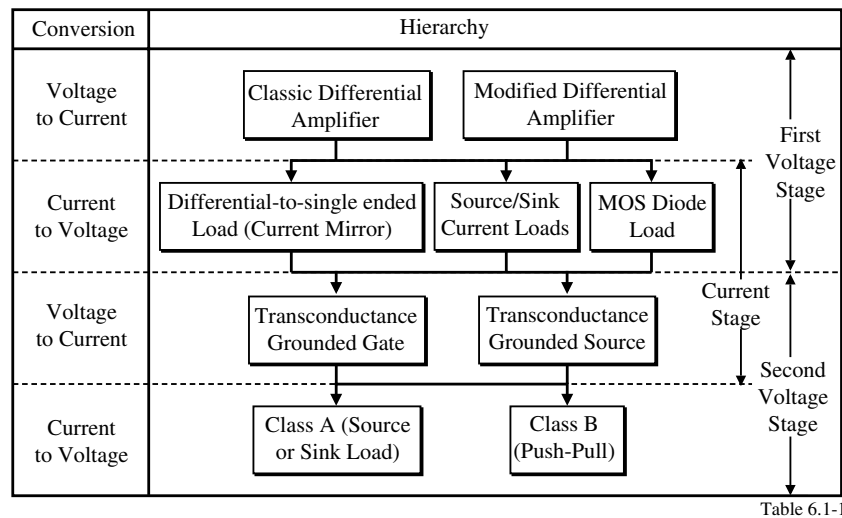 Conversion
Hierarchy
Voltage
to Current
Classic Differential
Amplifier
Modified Differential
Amplifier
First
Voltage
Stage
Current
to Voltage
Differential-to-single ended
Load (Current Mirror)
Source/Sink
Current Loads
MOS Diode
Load
Voltage
to Current
Transconductance
Grounded Gate
Transconductance
Grounded Source
Current
Stage
Second
Voltage
Stage
Current
to Voltage
Class A (Source
or Sink Load)
Class B
(Push-Pull)
Table 6.1-1